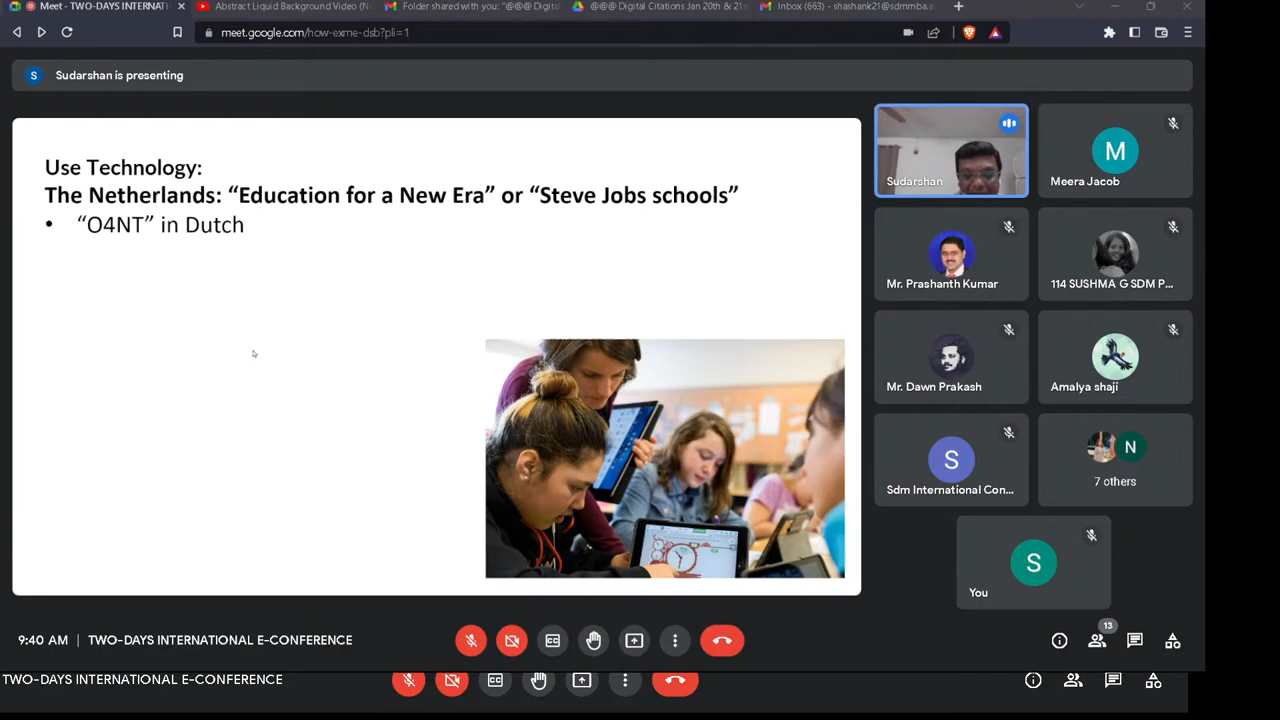 Meet - TWO-DAYS INTERNATI
Abstract Liquid Background Video (No
Folder shared with you: "@@@ Digital
@@@ Digital Citations Jan 20th & 21s
Inbox (663) - shashank21@sdmmba.a
meet.google.com/how-exme-dsb?pli=1
S
Sudarshan is presenting
Use Technology:
The Netherlands: “Education for a New Era” or “Steve Jobs schools”
• “O4NT” in Dutch
Sudarshan
M
Meera Jacob
Mr. Prashanth Kumar
114 SUSHMA G SDM P...
Mr. Dawn Prakash
Amalya shaji
S
Sdm International Con...
N
7 others
S
You
9:40 AM | TWO-DAYS INTERNATIONAL E-CONFERENCE
13
TWO-DAYS INTERNATIONAL E-CONFERENCE